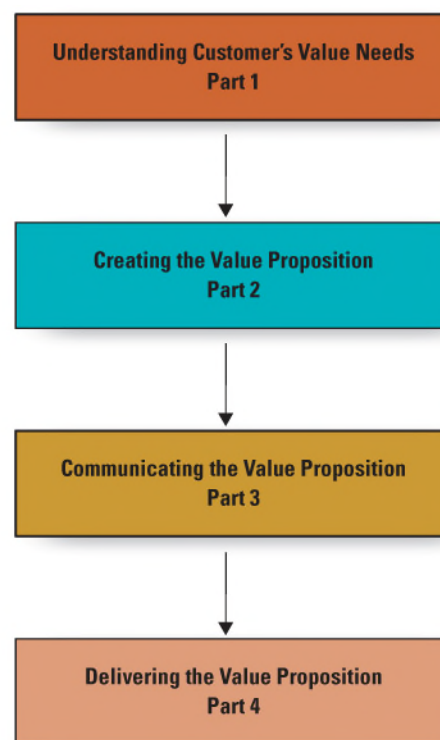 Understanding Customer’s Value Needs
Part 1
Creating the Value Proposition
Part 2
Communicating the Value Proposition
Part 3
Delivering the Value Proposition
Part 4